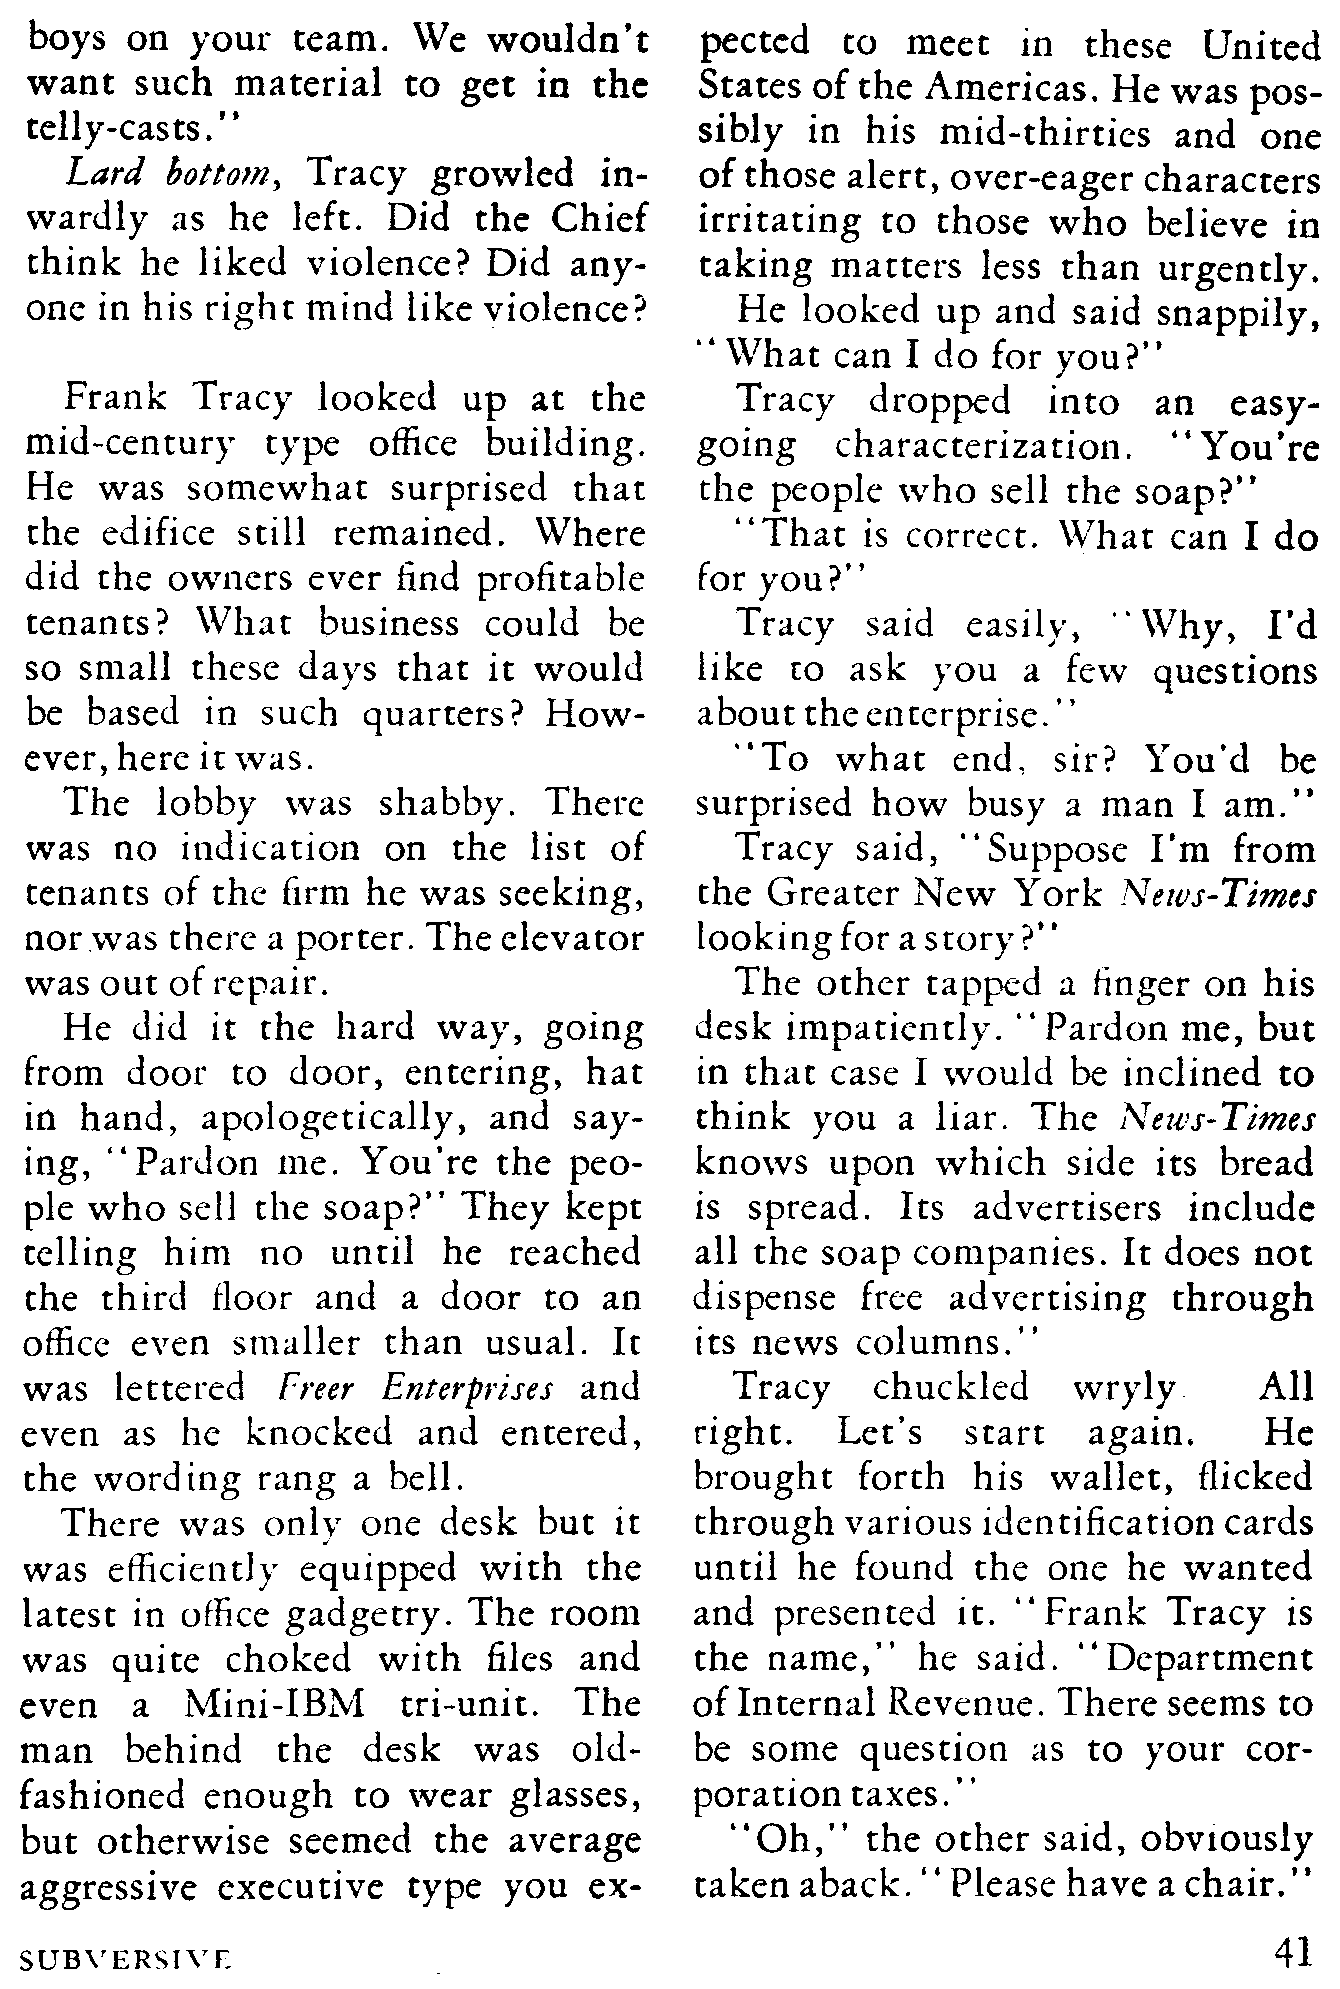 boys on your team. We wouldn't
want such material to get in the
telly-casts."
Lard bottom, Tracy growled in-
wardly as he left. Did the Chief
think he liked violence? Did any-
one in his right mind like violence?
Frank Tracy looked up at the
mid-century type office building.
He was somewhat surprised that
the edifice still remained. Where
did the owners ever find profitable
tenants? What business could be
so small these days that it would
be based in such quarters? How-
ever, here it was.
The lobby was shabby. There
was no indication on the list of
tenants of the firm he was seeking,
nor was there a porter. The elevator
was out of repair.
He did it the hard way, going
from door to door, entering, hat
in hand, apologetically, and say-
ing, "Pardon me. You're the peo-
ple who sell the soap?" They kept
telling him no until he reached
the third floor and a door to an
office even smaller than usual. It
was lettered Freer Enterprises and
even as he knocked and entered,
the wording rang a bell.
There was only one desk but it
was efficiently equipped with the
latest in office gadgetry. The room
was quite choked with files and
even a Mini-IBM tri-unit. The
man behind the desk was old-
fashioned enough to wear glasses,
but otherwise seemed the average
aggressive executive type you ex-
pected to meet in these United
States of the Americas. He was pos-
sibly in his mid-thirties and one
of those alert, over-eager characters
irritating to those who believe in
taking matters less than urgently.
He looked up and said snappily,
"What can I do for you?"
Tracy dropped into an easy-
going characterization. "You're
the people who sell the soap?"
"That is correct. What can I do
for you?"
Tracy said easily, "Why, I'd
like to ask you a few questions
about the enterprise."
"To what end, sir? You'd be
surprised how busy a man I am."
Tracy said, "Suppose I'm from
the Greater New York News-Times
looking for a story?"
The other tapped a finger on his
desk impatiently. "Pardon me, but
in that case I would be inclined to
think you a liar. The News-Times
knows upon which side its bread
is spread. Its advertisers include
all the soap companies. It does not
dispense free advertising through
its news columns."
Tracy chuckled wryly. All
right. Let's start again. He
brought forth his wallet, flicked
through various identification cards
until he found the one he wanted
and presented it. "Frank Tracy is
the name," he said. "Department
of Internal Revenue. There seems to
be some question as to your cor-
poration taxes."
"Oh," the other said, obviously
taken aback. "Please have a chair."
SUBVERSIVE
41